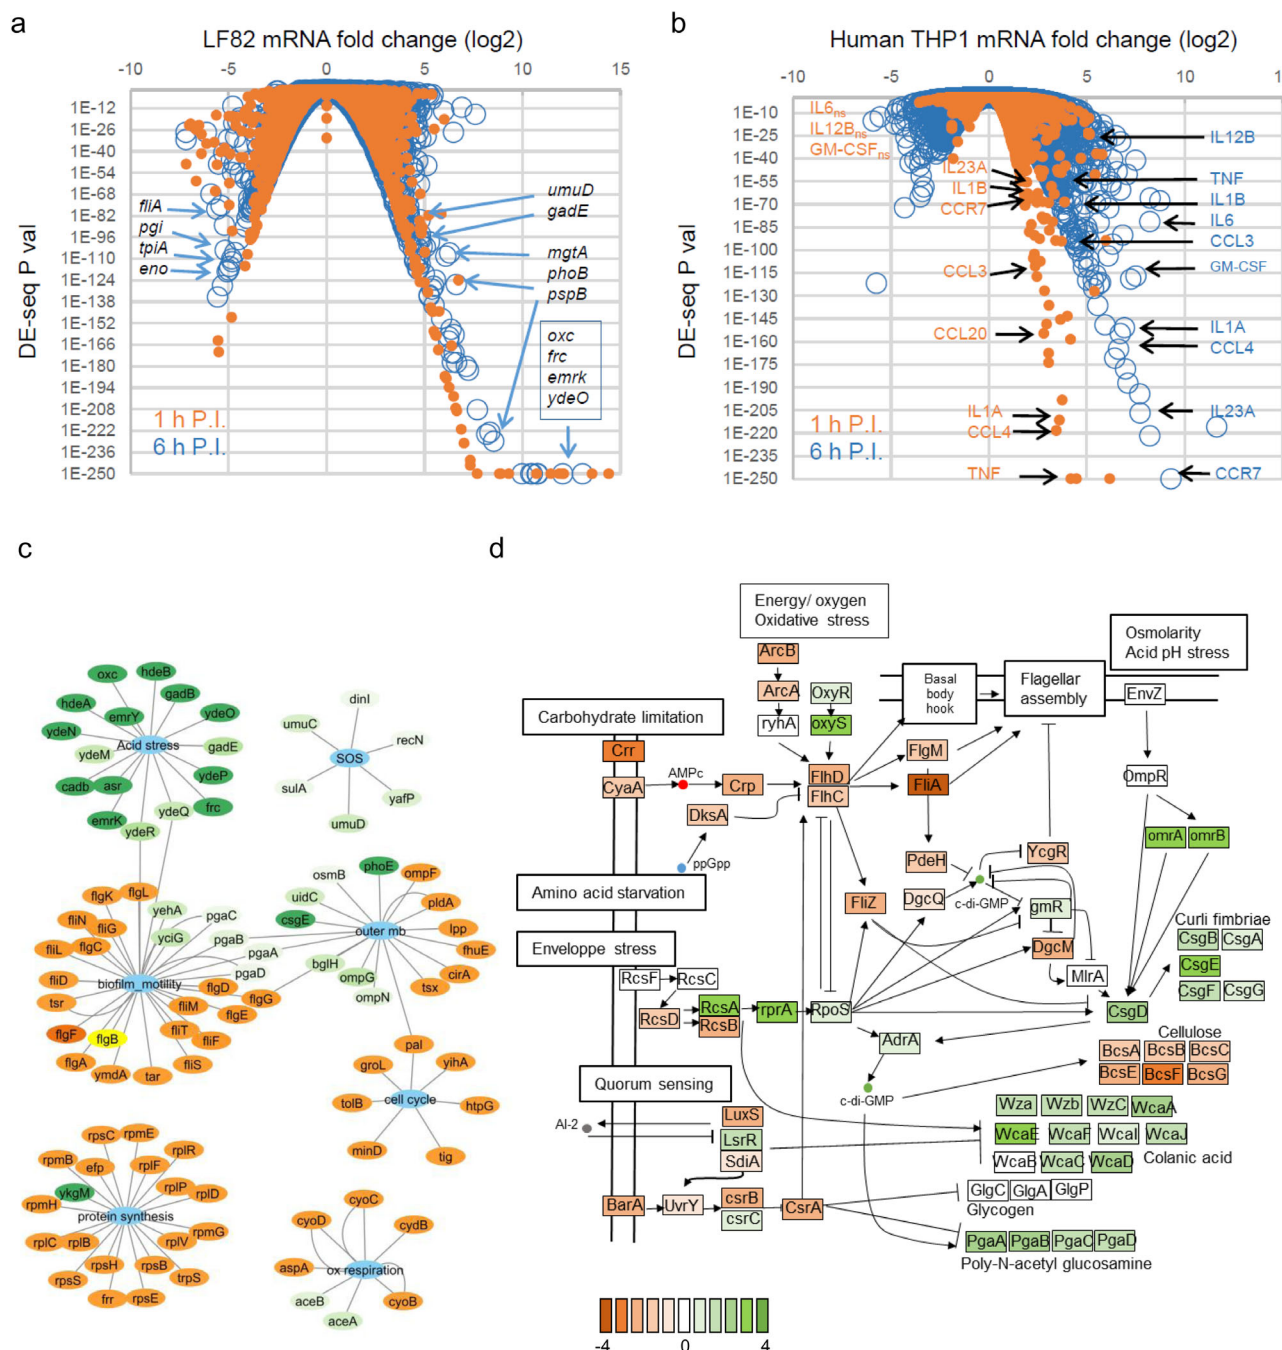 a
LF82 mRNA fold change (log2)
-10 -5 0 5 10 15
1E-12
1E-26
1E-40
1E-54
1E-68
1E-82
1E-96
1E-110
1E-124
1E-138
1E-152
1E-166
1E-180
1E-194
1E-208
1E-222
1E-236
1E-250
DE-seq P val
fliA
pgi
tpiA
eno
umuD
gadE
mgtA
phoB
pspB
oxc
frc
emrk
ydeO
1 h P.I.
6 h P.I.
b
Human THP1 mRNA fold change (log2)
-10 -5 0 5 10 15
1E-10
1E-25
1E-40
1E-55
1E-70
1E-85
1E-100
1E-115
1E-130
1E-145
1E-160
1E-175
1E-190
1E-205
1E-220
1E-235
1E-250
DE-seq P val
IL6ns
IL12Bns
GM-CSFns
IL23A
IL1B
CCR7
CCL3
CCL20
IL1A
CCL4
TNF
IL12B
TNF
IL1B
IL6
CCL3
GM-CSF
IL1A
CCL4
IL23A
CCR7
1 h P.I.
6 h P.I.
c
oxc
hdeB
hdeA
gadB
emrY
ydeO
ydeN
Acid stress
ydeM
gadE
ydeP
cadb
asr
frc
emrK
ydeQ
ydeR
dinI
umuC
recN
SOS
sulA
yafP
umuD
flgK
flgL
fliN
fliG
yehA
pgaC
fliL
flgC
yciG
pgaB
pgaA
pgaD
fliD
biofilm_motility
flgD
flgG
tsr
fliM
flgE
flgF
flgB
fliT
fliF
flgA
fliS
ymdA
tar
phoE
ompF
osmB
uidC
pldA
csgE
lpp
outer mb
fhuE
bglH
cirA
ompG
tsx
ompN
pal
groL
yihA
tolB
cell cycle
htpG
minD
tig
rpsC
rpmE
rplR
rpmB
efp
rplF
ykgM
rplP
rplD
rpmH
protein synthesis
rpmG
rplC
rplB
rplV
rpsH
rpsB
rpsS
trpS
frr
rpsE
cyoC
cyoD
cydB
aspA
ox respiration
aceB
cyoB
aceA
d
Energy/ oxygen
Oxidative stress
Osmolarity
Acid pH stress
Carbohydrate limitation
Amino acid starvation
Enveloppe stress
Quorum sensing
Basal
body
hook
Flagellar
assembly
ArcB
ArcA
ryhA
OxyR
oxyS
EnvZ
OmpR
omrA omrB
Crr
CyaA
AMPc
Crp
FlhD
FlhC
FlgM
FliA
DksA
ppGpp
PdeH
YcgR
DgcQ
c-di-GMP
gmR
FliZ
DgcM
MlrA
Curli fimbriae
CsgB CsgA
CsgE
CsgF CsgG
CsgD
RcsF
RcsC
RcsD
RcsA
RcsB
rprA
RpoS
AdrA
c-di-GMP
Cellulose
BcsA BcsB BcsC
BcsE BcsF BcsG
AI-2
LuxS
LsrR
SdiA
Wza Wzb WzC WcaA
WcaE WcaF Wcal WcaJ
WcaB WcaC WcaD
Colanic acid
BarA
UvrY
csrB
csrC
CsrA
GlgC GlgA GlgP
Glycogen
PgaA PgaB PgaC PgaD
Poly-N-acetyl glucosamine
-4 0 4